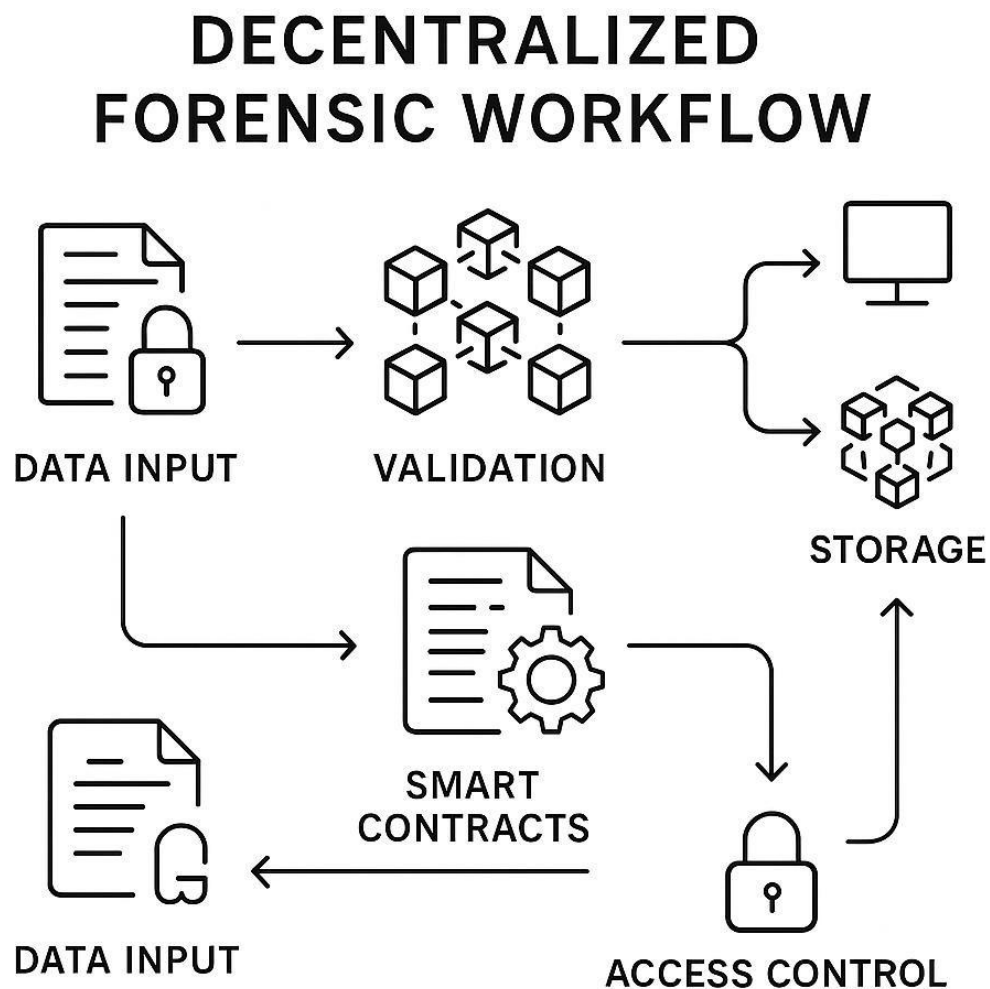 DECENTRALIZED
FORENSIC WORKFLOW
DATA INPUT
VALIDATION
STORAGE
SMART
CONTRACTS
DATA INPUT
ACCESS CONTROL